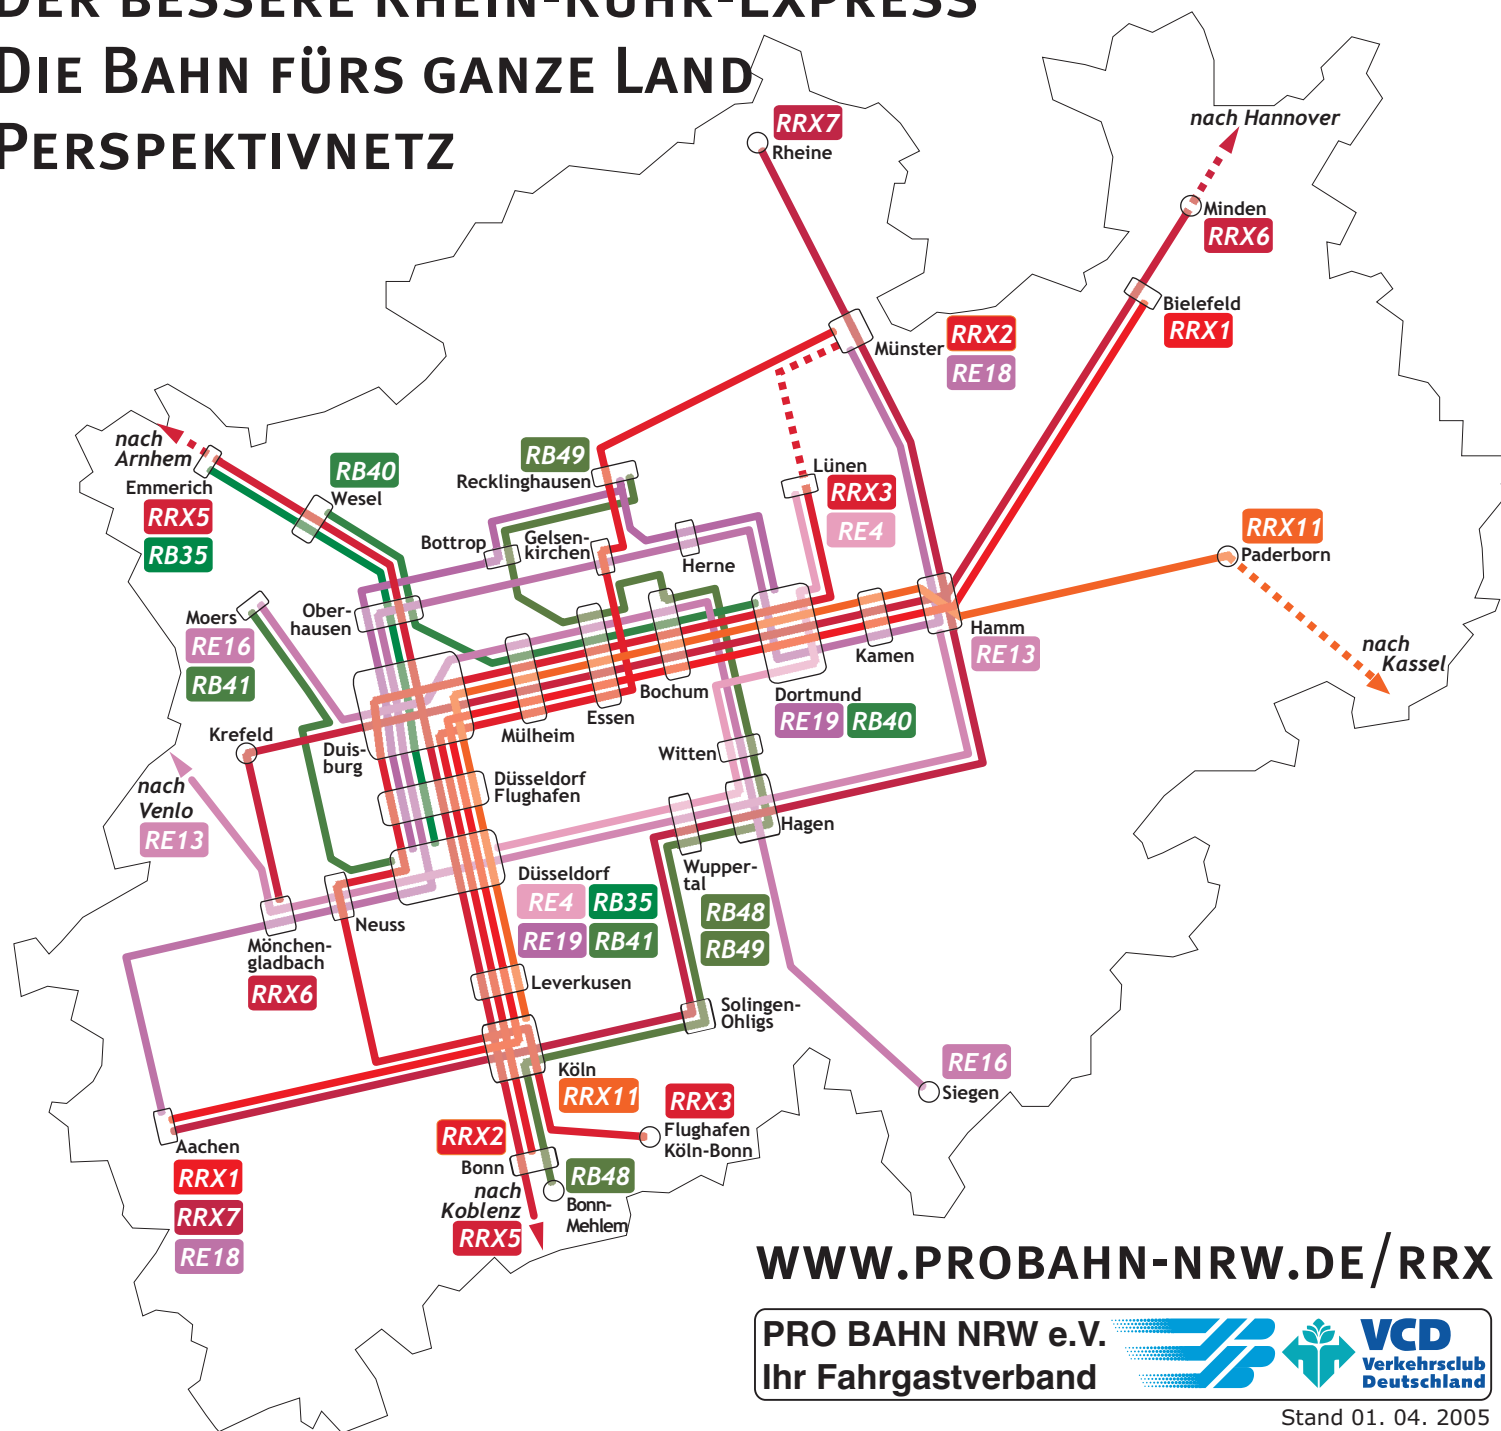 DER BESSERE RHEIN-RUHR-EXPRESS
DIE BAHN FÜRS GANZE LAND
PERSPEKTIVNETZ
RRX7
Rheine
nach Hannover
Minden
RRX6
Bielefeld
RRX1
Münster
RRX2
RE18
nach
Arnhem
Emmerich
RRX5
RB35
RB40
Wesel
RB49
Recklinghausen
Lünen
RRX3
RE4
Bottrop
Gelsen-
kirchen
Herne
RRX11
Paderborn
nach
Kassel
Moers
RE16
RB41
Ober-
hausen
Hamm
RE13
Kamen
Dortmund
RE19
RB40
Bochum
Essen
Mülheim
Krefeld
Duis-
burg
Witten
nach
Venlo
RE13
Düsseldorf
Flughafen
Hagen
Düsseldorf
RE4
RB35
RE19
RB41
Wupper-
tal
RB48
RB49
Neuss
Mönchen-
gladbach
RRX6
Leverkusen
Solingen-
Ohligs
Köln
RRX11
RRX3
Flughafen
Köln-Bonn
RE16
Siegen
Aachen
RRX1
RRX7
RE18
RRX2
Bonn
nach
Koblenz
RRX5
RB48
Bonn-
Mehlem
WWW.PROBAHN-NRW.DE/RRX
PRO BAHN NRW e.V.
Ihr Fahrgastverband
VCD
Verkehrsclub
Deutschland
Stand 01. 04. 2005